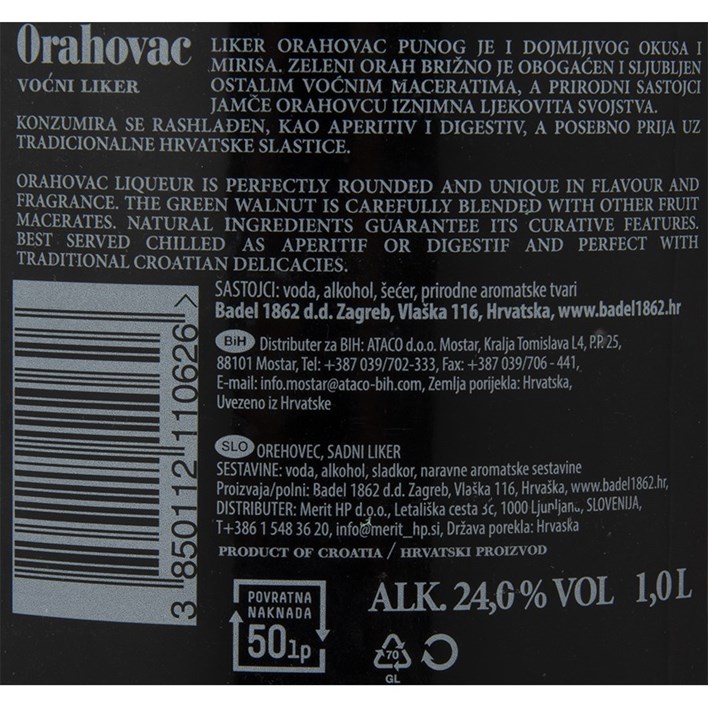 Orahovac
VOĆNI LIKER
LIKER ORAHOVAC PUNOG JE I DOJMLJIVOG OKUSA I
MIRISA. ZELENI ORAH BRIŽNO JE OBOGAĆEN I SLJUBLJEN
OSTALIM VOĆNIM MACERATIMA, A PRIRODNI SASTOJCI
JAMČE ORAHOVCU IZNIMNA LJEKOVITA SVOJSTVA.
KONZUMIRA SE RASHLAĐEN, KAO APERITIV I DIGESTIV, A POSEBNO PRIJA UZ
TRADICIONALNE HRVATSKE SLASTICE.
ORAHOVAC LIQUEUR IS PERFECTLY ROUNDED AND UNIQUE IN FLAVOUR AND
FRAGRANCE. THE GREEN WALNUT IS CAREFULLY BLENDED WITH OTHER FRUIT
MACERATES. NATURAL INGREDIENTS GUARANTEE ITS CURATIVE FEATURES.
BEST SERVED CHILLED AS APERITIF OR DIGESTIF AND PERFECT WITH
TRADITIONAL CROATIAN DELICACIES.
SASTOJCI: voda, alkohol, šećer, prirodne aromatske tvari
Badel 1862 d.d. Zagreb, Vlaška 116, Hrvatska, www.badel1862.hr
BiH Distributer za BIH: ATACO d.o.o. Mostar, Kralja Tomislava L4, P.P. 25,
88101 Mostar, Tel: +387 039/702-333, Fax: +387 039/706 - 441,
E-mail: info.mostar@ataco-bih.com, Zemlja porijekla: Hrvatska,
Uvezeno iz Hrvatske
SLO OREHOVEC, SADNI LIKER
SESTAVINE: voda, alkohol, sladkor, naravne aromatske sestavine
Proizvaja/polni: Badel 1862 d.d. Zagreb, Vlaška 116, Hrvaška, www.badel1862.hr
DISTRIBUTER: Merit HP d.o.o., Letališka cesta 3c, 1000 Ljubljana, SLOVENIJA,
T+386 1 548 36 20, info@merit_hp.si, Država porekla: Hrvaška
PRODUCT OF CROATIA / HRVATSKI PROIZVOD
3 850112 110626 >
POVRATNA
NAKNADA
50lp
70
GL
ALK. 24,0 % VOL 1,0 L